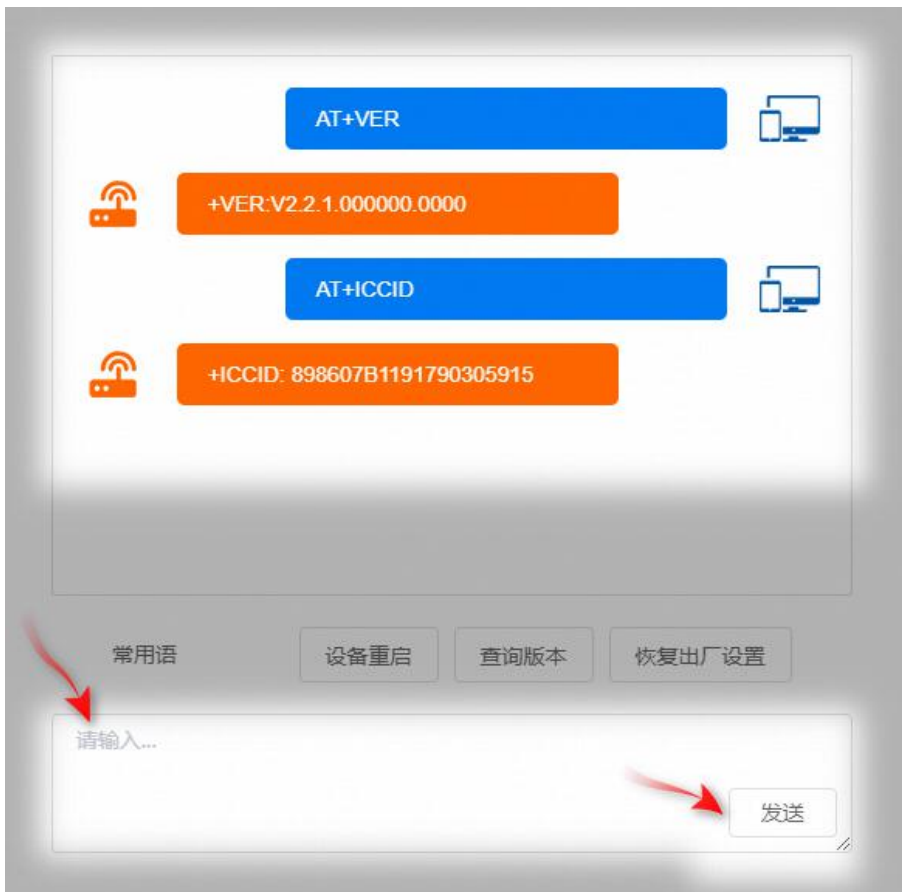 AT+VER
+VER:V2.2.1.000000.0000
AT+ICCID
+ICCID: 898607B1191790305915
常用语 设备重启 查询版本 恢复出厂设置
请输入...
发送